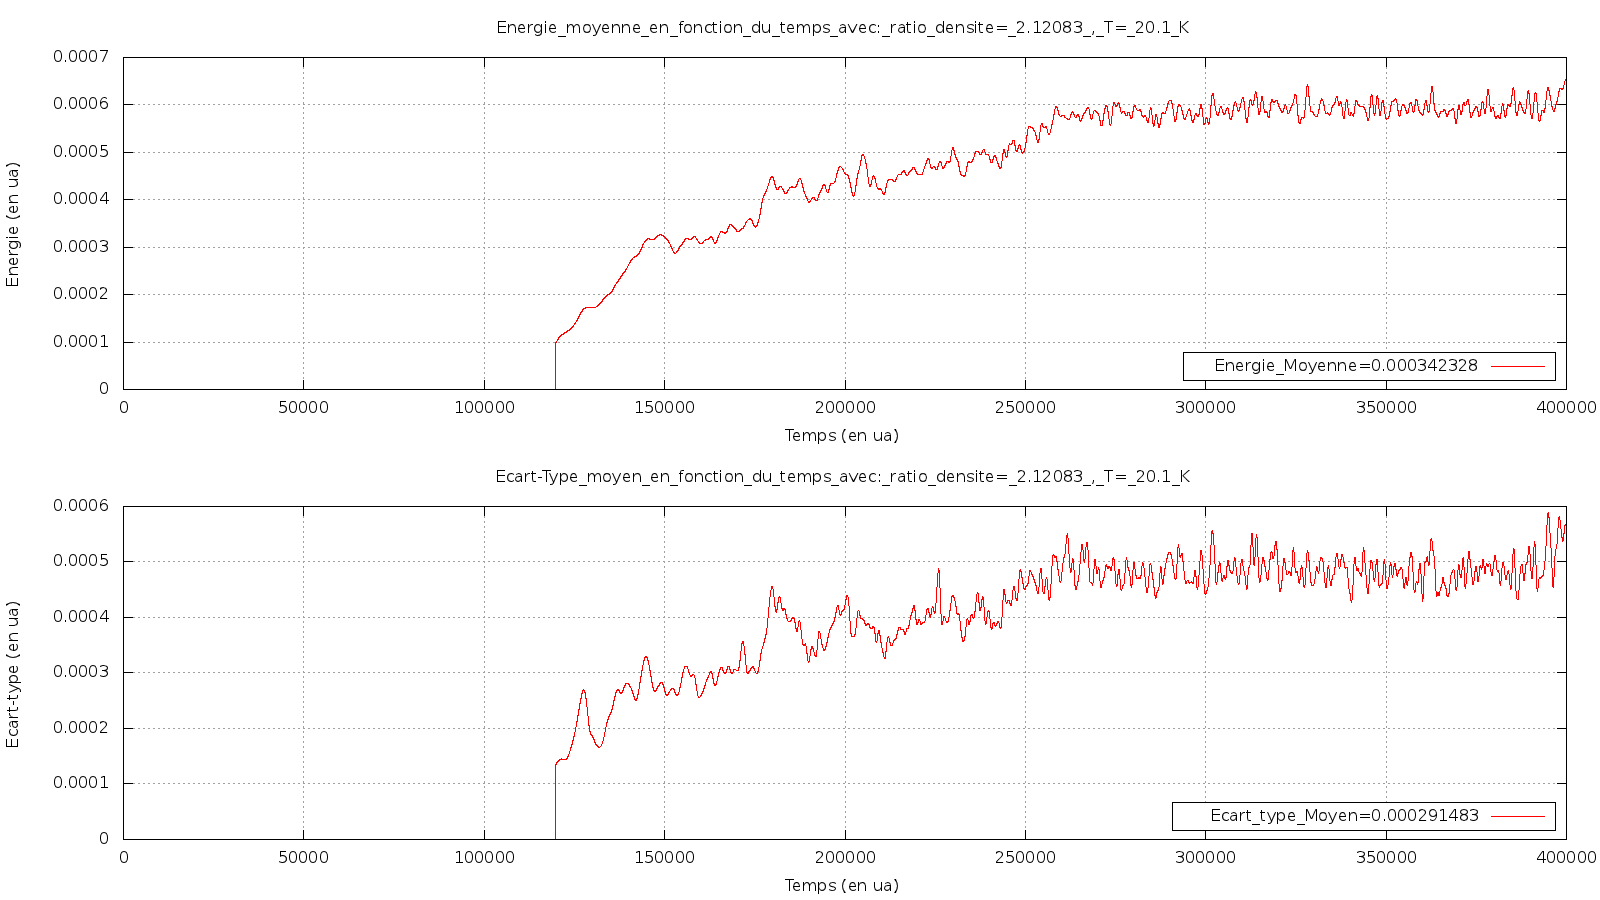 Energie_moyenne_en_fonction_du_temps_avec:_ratio_densite=_2.12083_,_T=_20.1_K
0.0007
0.0006
0.0005
0.0004
0.0003
0.0002
0.0001
0
Energie (en ua)
Energie_Moyenne=0.000342328
0 50000 100000 150000 200000 250000 300000 350000 400000
Temps (en ua)
Ecart-Type_moyen_en_fonction_du_temps_avec:_ratio_densite=_2.12083_,_T=_20.1_K
0.0006
0.0005
0.0004
0.0003
0.0002
0.0001
0
Ecart-type (en ua)
Ecart_type_Moyen=0.000291483
0 50000 100000 150000 200000 250000 300000 350000 400000
Temps (en ua)